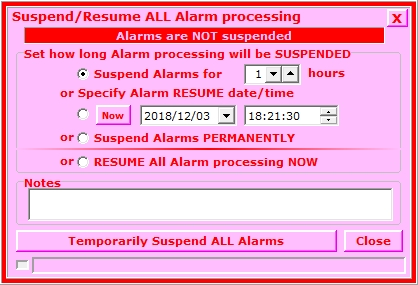 Suspend/Resume ALL Alarm processing X
Alarms are NOT suspended
Set how long Alarm processing will be SUSPENDED
Suspend Alarms for 1 hours
or Specify Alarm RESUME date/time
Now 2018/12/03 18:21:30
or Suspend Alarms PERMANENTLY
or RESUME All Alarm processing NOW
Notes
Temporarily Suspend ALL Alarms Close